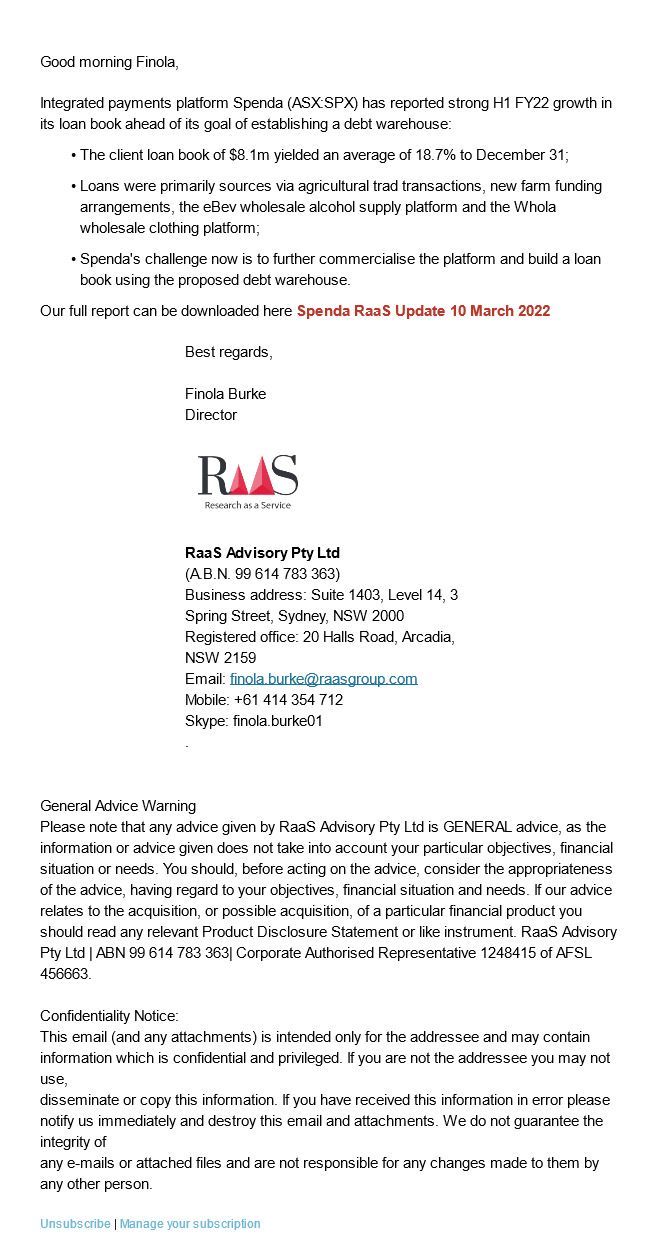 Good morning Finola,
Integrated payments platform Spenda (ASX:SPX) has reported strong H1 FY22 growth in
its loan book ahead of its goal of establishing a debt warehouse:
• The client loan book of $8.1m yielded an average of 18.7% to December 31;
• Loans were primarily sources via agricultural trad transactions, new farm funding
arrangements, the eBev wholesale alcohol supply platform and the Whola
wholesale clothing platform;
• Spenda's challenge now is to further commercialise the platform and build a loan
book using the proposed debt warehouse.
Our full report can be downloaded here Spenda RaaS Update 10 March 2022
Best regards,
Finola Burke
Director
RaaS
Research as a Service
RaaS Advisory Pty Ltd
(A.B.N. 99 614 783 363)
Business address: Suite 1403, Level 14, 3
Spring Street, Sydney, NSW 2000
Registered office: 20 Halls Road, Arcadia,
NSW 2159
Email: finola.burke@raasgroup.com
Mobile: +61 414 354 712
Skype: finola.burke01
.
General Advice Warning
Please note that any advice given by RaaS Advisory Pty Ltd is GENERAL advice, as the
information or advice given does not take into account your particular objectives, financial
situation or needs. You should, before acting on the advice, consider the appropriateness
of the advice, having regard to your objectives, financial situation and needs. If our advice
relates to the acquisition, or possible acquisition, of a particular financial product you
should read any relevant Product Disclosure Statement or like instrument. RaaS Advisory
Pty Ltd | ABN 99 614 783 363| Corporate Authorised Representative 1248415 of AFSL
456663.
Confidentiality Notice:
This email (and any attachments) is intended only for the addressee and may contain
information which is confidential and privileged. If you are not the addressee you may not
use,
disseminate or copy this information. If you have received this information in error please
notify us immediately and destroy this email and attachments. We do not guarantee the
integrity of
any e-mails or attached files and are not responsible for any changes made to them by
any other person.
Unsubscribe | Manage your subscription